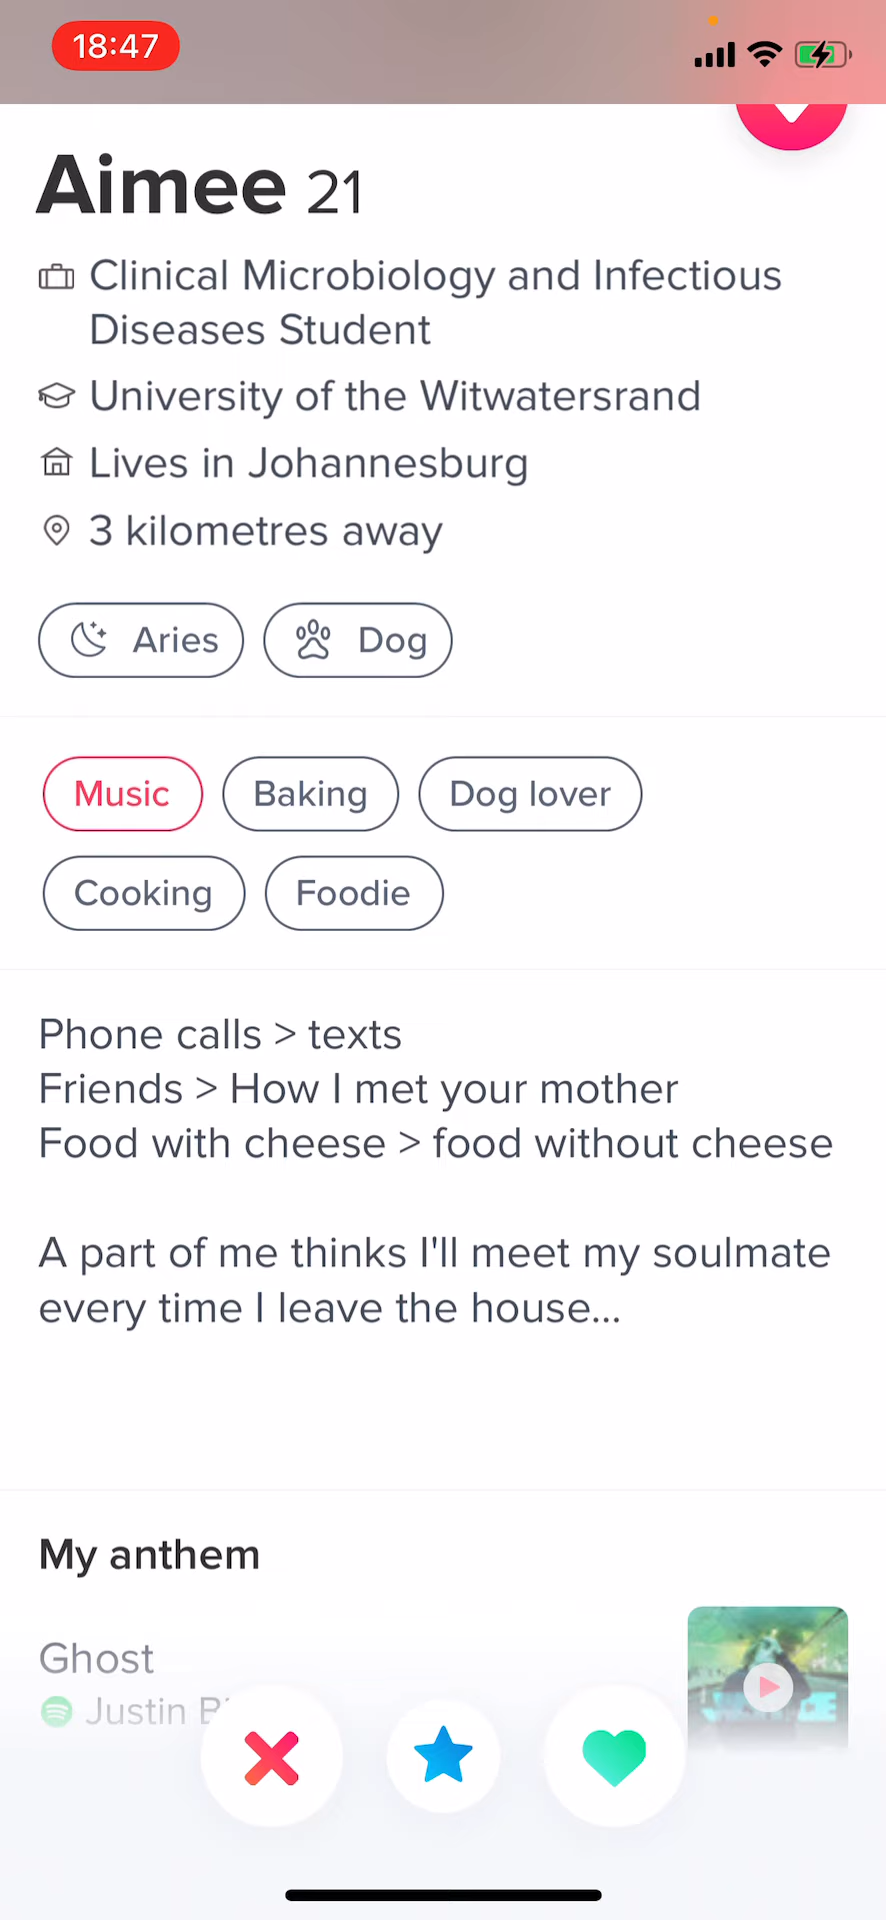 18:47
Aimee 21
Clinical Microbiology and Infectious
Diseases Student
University of the Witwatersrand
Lives in Johannesburg
3 kilometres away
Aries Dog
Music Baking Dog lover
Cooking Foodie
Phone calls > texts
Friends > How I met your mother
Food with cheese > food without cheese
A part of me thinks I'll meet my soulmate
every time I leave the house...
My anthem
Ghost
Justin